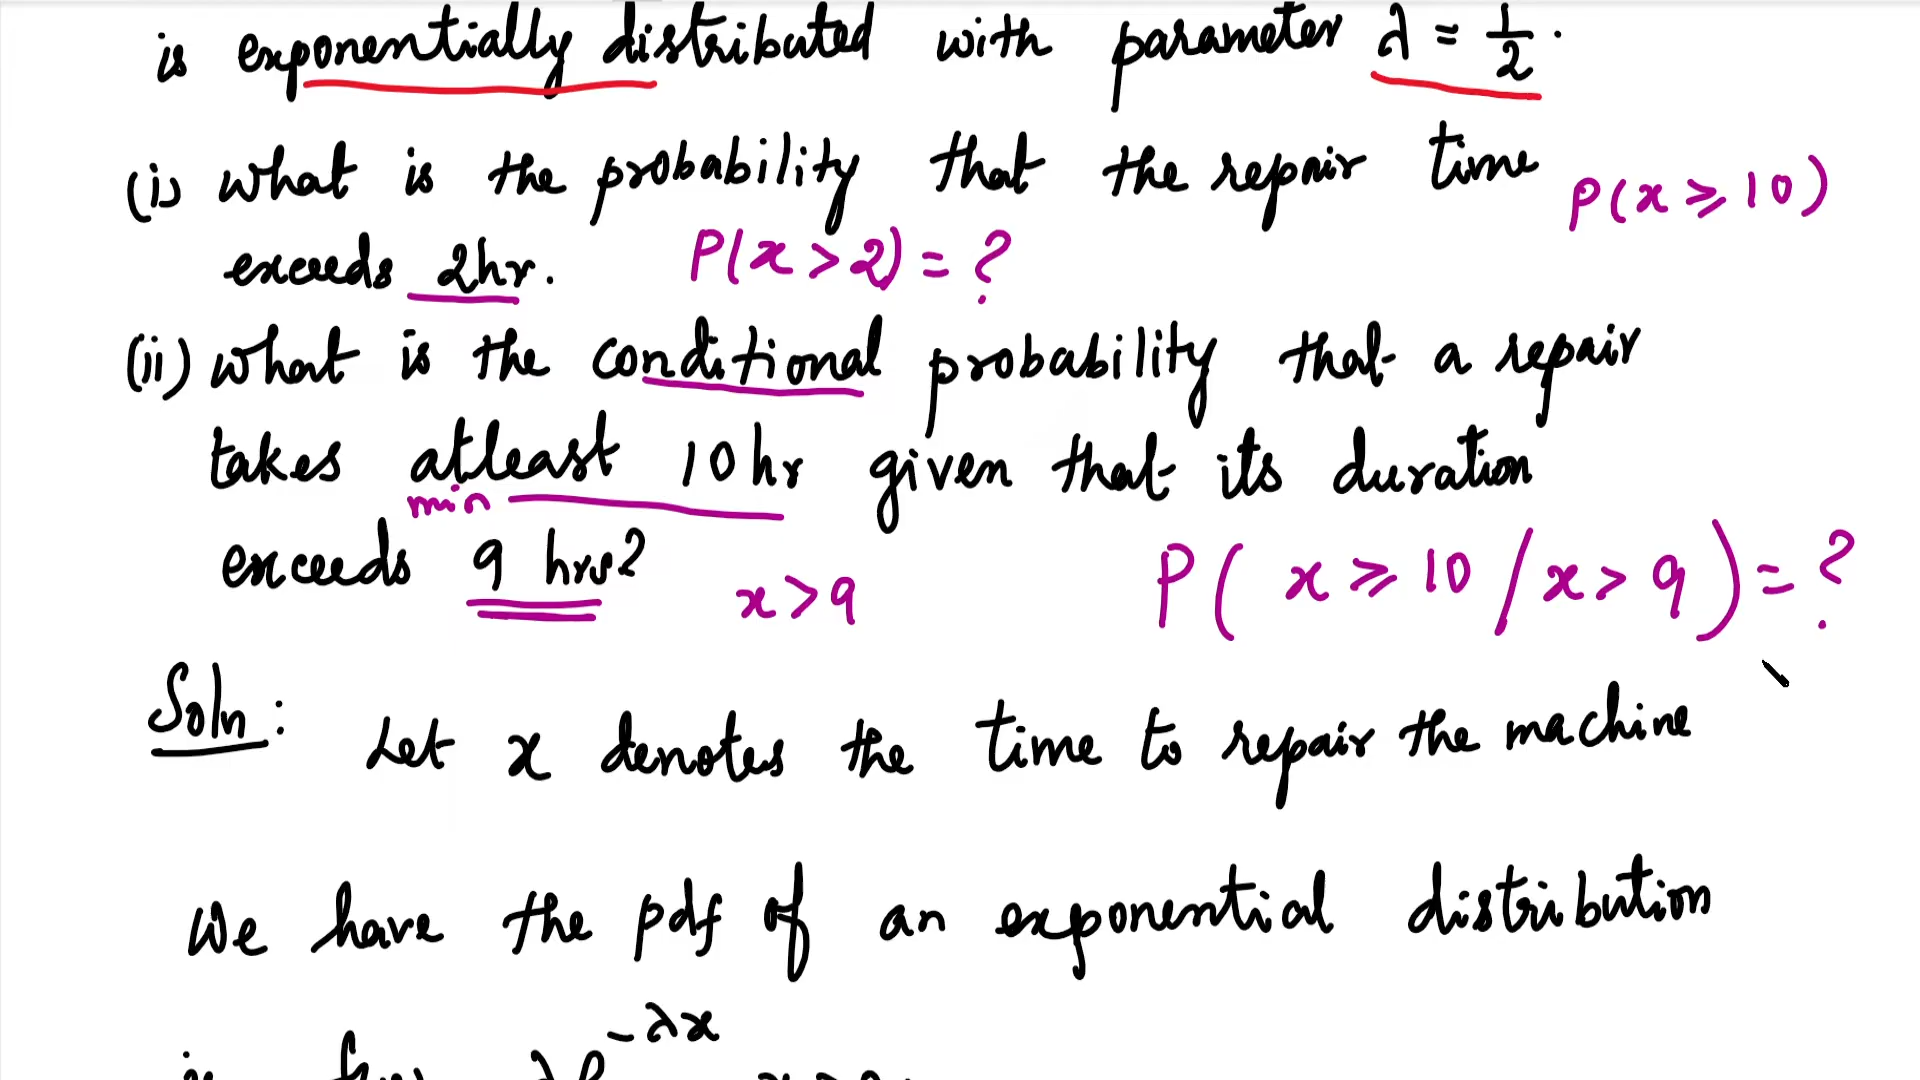 is exponentially distributed with parameter λ = 1/2.
(i) what is the probability that the repair time P(x ⩾ 10)
exceeds 2hr. P(x > 2) = ?
(ii) what is the conditional probability that a repair
takes atleast 10hr given that its duration
min
exceeds 9 hrs? x > 9 P( x ⩾ 10 / x > 9 ) = ?
Soln : Let x denotes the time to repair the machine
We have the pdf of an exponential distribution